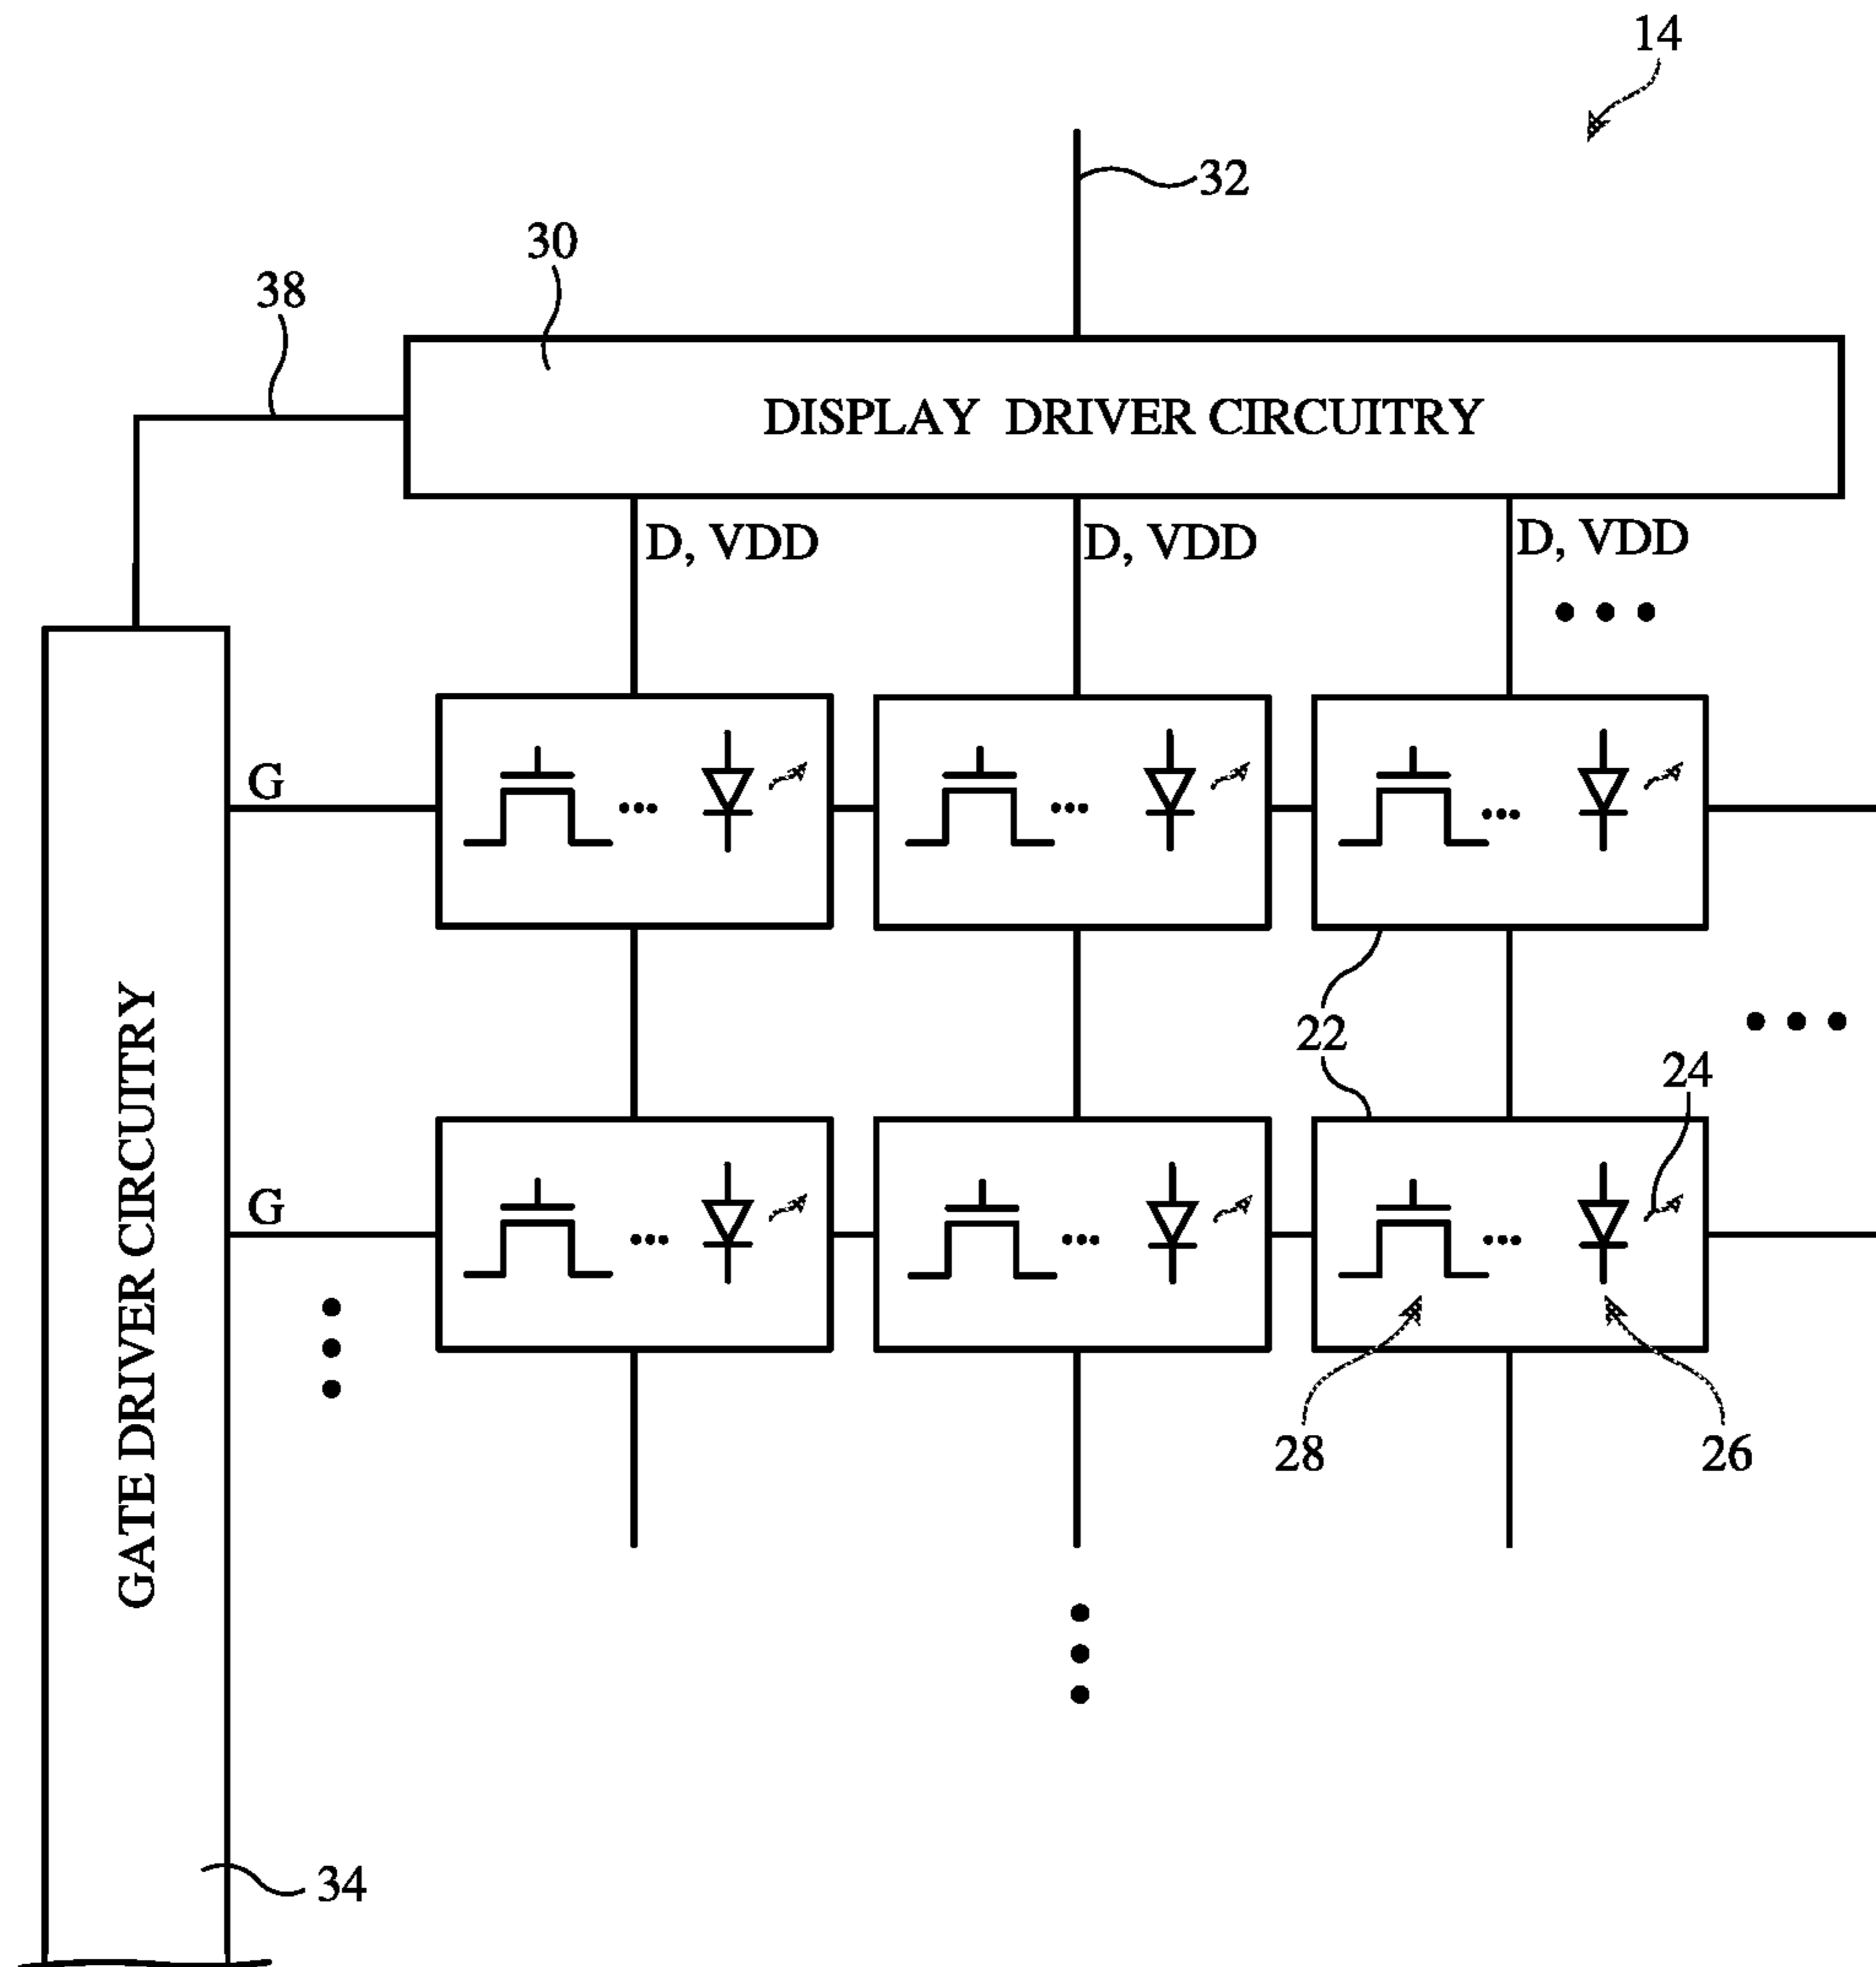 14
32
30
38
DISPLAY DRIVER CIRCUITRY
D, VDD
D, VDD
D, VDD
G
22
24
G
28
26
GATE DRIVER CIRCUITRY
34